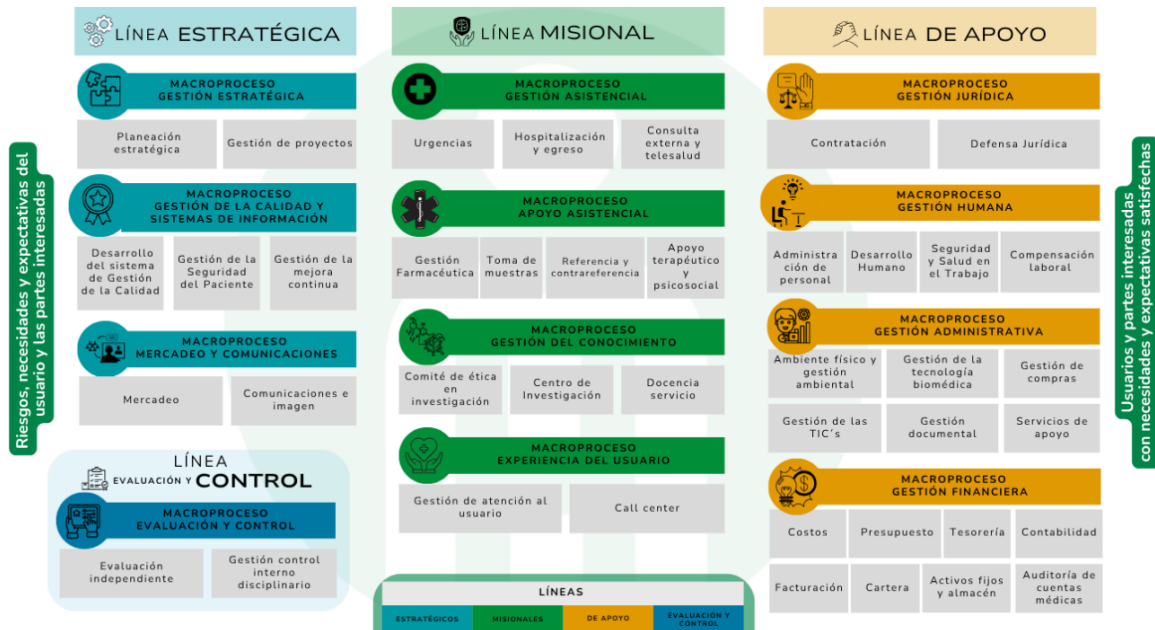 Riesgos, necesidades y expectativas del
usuario y las partes interesadas
LÍNEA ESTRATÉGICA
MACROPROCESO
GESTIÓN ESTRATÉGICA
Planeación
estratégica
Gestión de proyectos
MACROPROCESO
GESTIÓN DE LA CALIDAD Y
SISTEMAS DE INFORMACIÓN
Desarrollo
del sistema
de Gestión
de la Calidad
Gestión de la
Seguridad
del Paciente
Gestión de la
mejora
continua
MACROPROCESO
MERCADEO Y COMUNICACIONES
Mercadeo
Comunicaciones e
imagen
LÍNEA
EVALUACIÓN Y CONTROL
MACROPROCESO
EVALUACIÓN Y CONTROL
Evaluación
independiente
Gestión control
interno
disciplinario
LÍNEA MISIONAL
MACROPROCESO
GESTIÓN ASISTENCIAL
Urgencias
Hospitalización
y egreso
Consulta
externa y
telesalud
MACROPROCESO
APOYO ASISTENCIAL
Gestión
Farmacéutica
Toma de
muestras
Referencia y
contrareferencia
Apoyo
terapéutico
y
psicosocial
MACROPROCESO
GESTIÓN DEL CONOCIMIENTO
Comité de ética
en
investigación
Centro de
Investigación
Docencia
servicio
MACROPROCESO
EXPERIENCIA DEL USUARIO
Gestión de atención al
usuario
Call center
LÍNEAS
ESTRATÉGICOS
MISIONALES
DE APOYO
EVALUACIÓN Y
CONTROL
LÍNEA DE APOYO
MACROPROCESO
GESTIÓN JURÍDICA
Contratación
Defensa Jurídica
MACROPROCESO
GESTIÓN HUMANA
Administra
ción de
personal
Desarrollo
Humano
Seguridad
y Salud en
el Trabajo
Compensación
laboral
MACROPROCESO
GESTIÓN ADMINISTRATIVA
Ambiente físico y
gestión
ambiental
Gestión de la
tecnología
biomédica
Gestión de
compras
Gestión de las
TIC´s
Gestión
documental
Servicios de
apoyo
MACROPROCESO
GESTIÓN FINANCIERA
Costos
Presupuesto
Tesorería
Contabilidad
Facturación
Cartera
Activos fijos
y almacén
Auditoría de
cuentas
médicas
Usuarios y partes interesadas
con necesidades y expectativas satisfechas